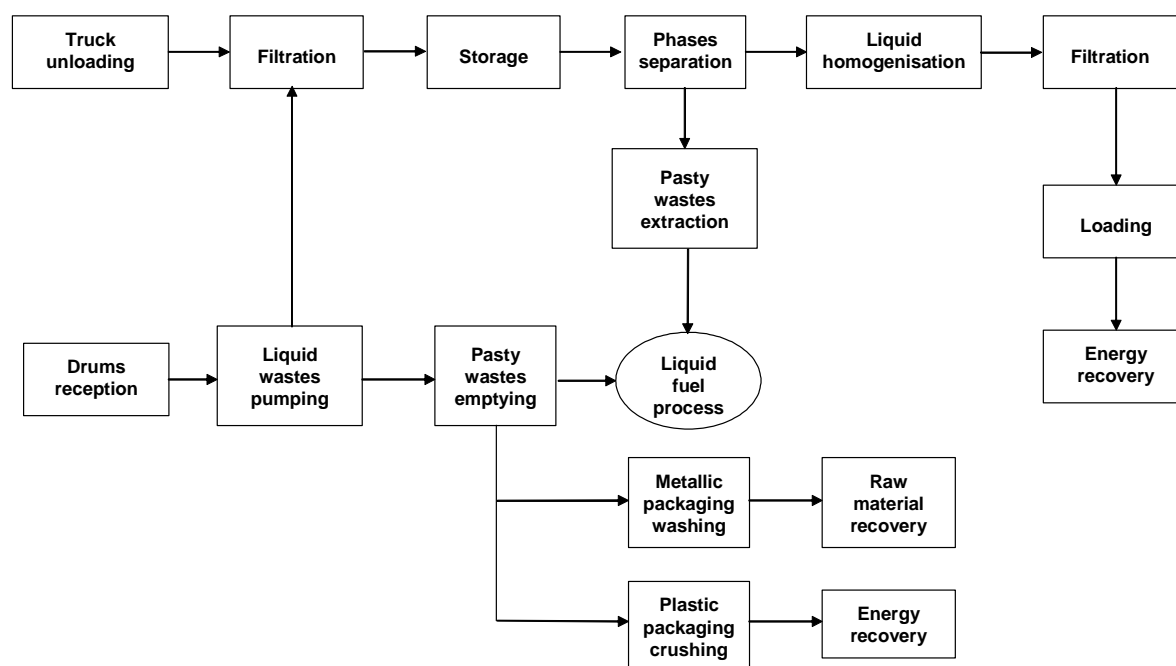 Truck
unloading
Filtration
Storage
Phases
separation
Liquid
homogenisation
Filtration
Pasty
wastes
extraction
Loading
Drums
reception
Liquid
wastes
pumping
Pasty
wastes
emptying
Liquid
fuel
process
Energy
recovery
Metallic
packaging
washing
Raw
material
recovery
Plastic
packaging
crushing
Energy
recovery